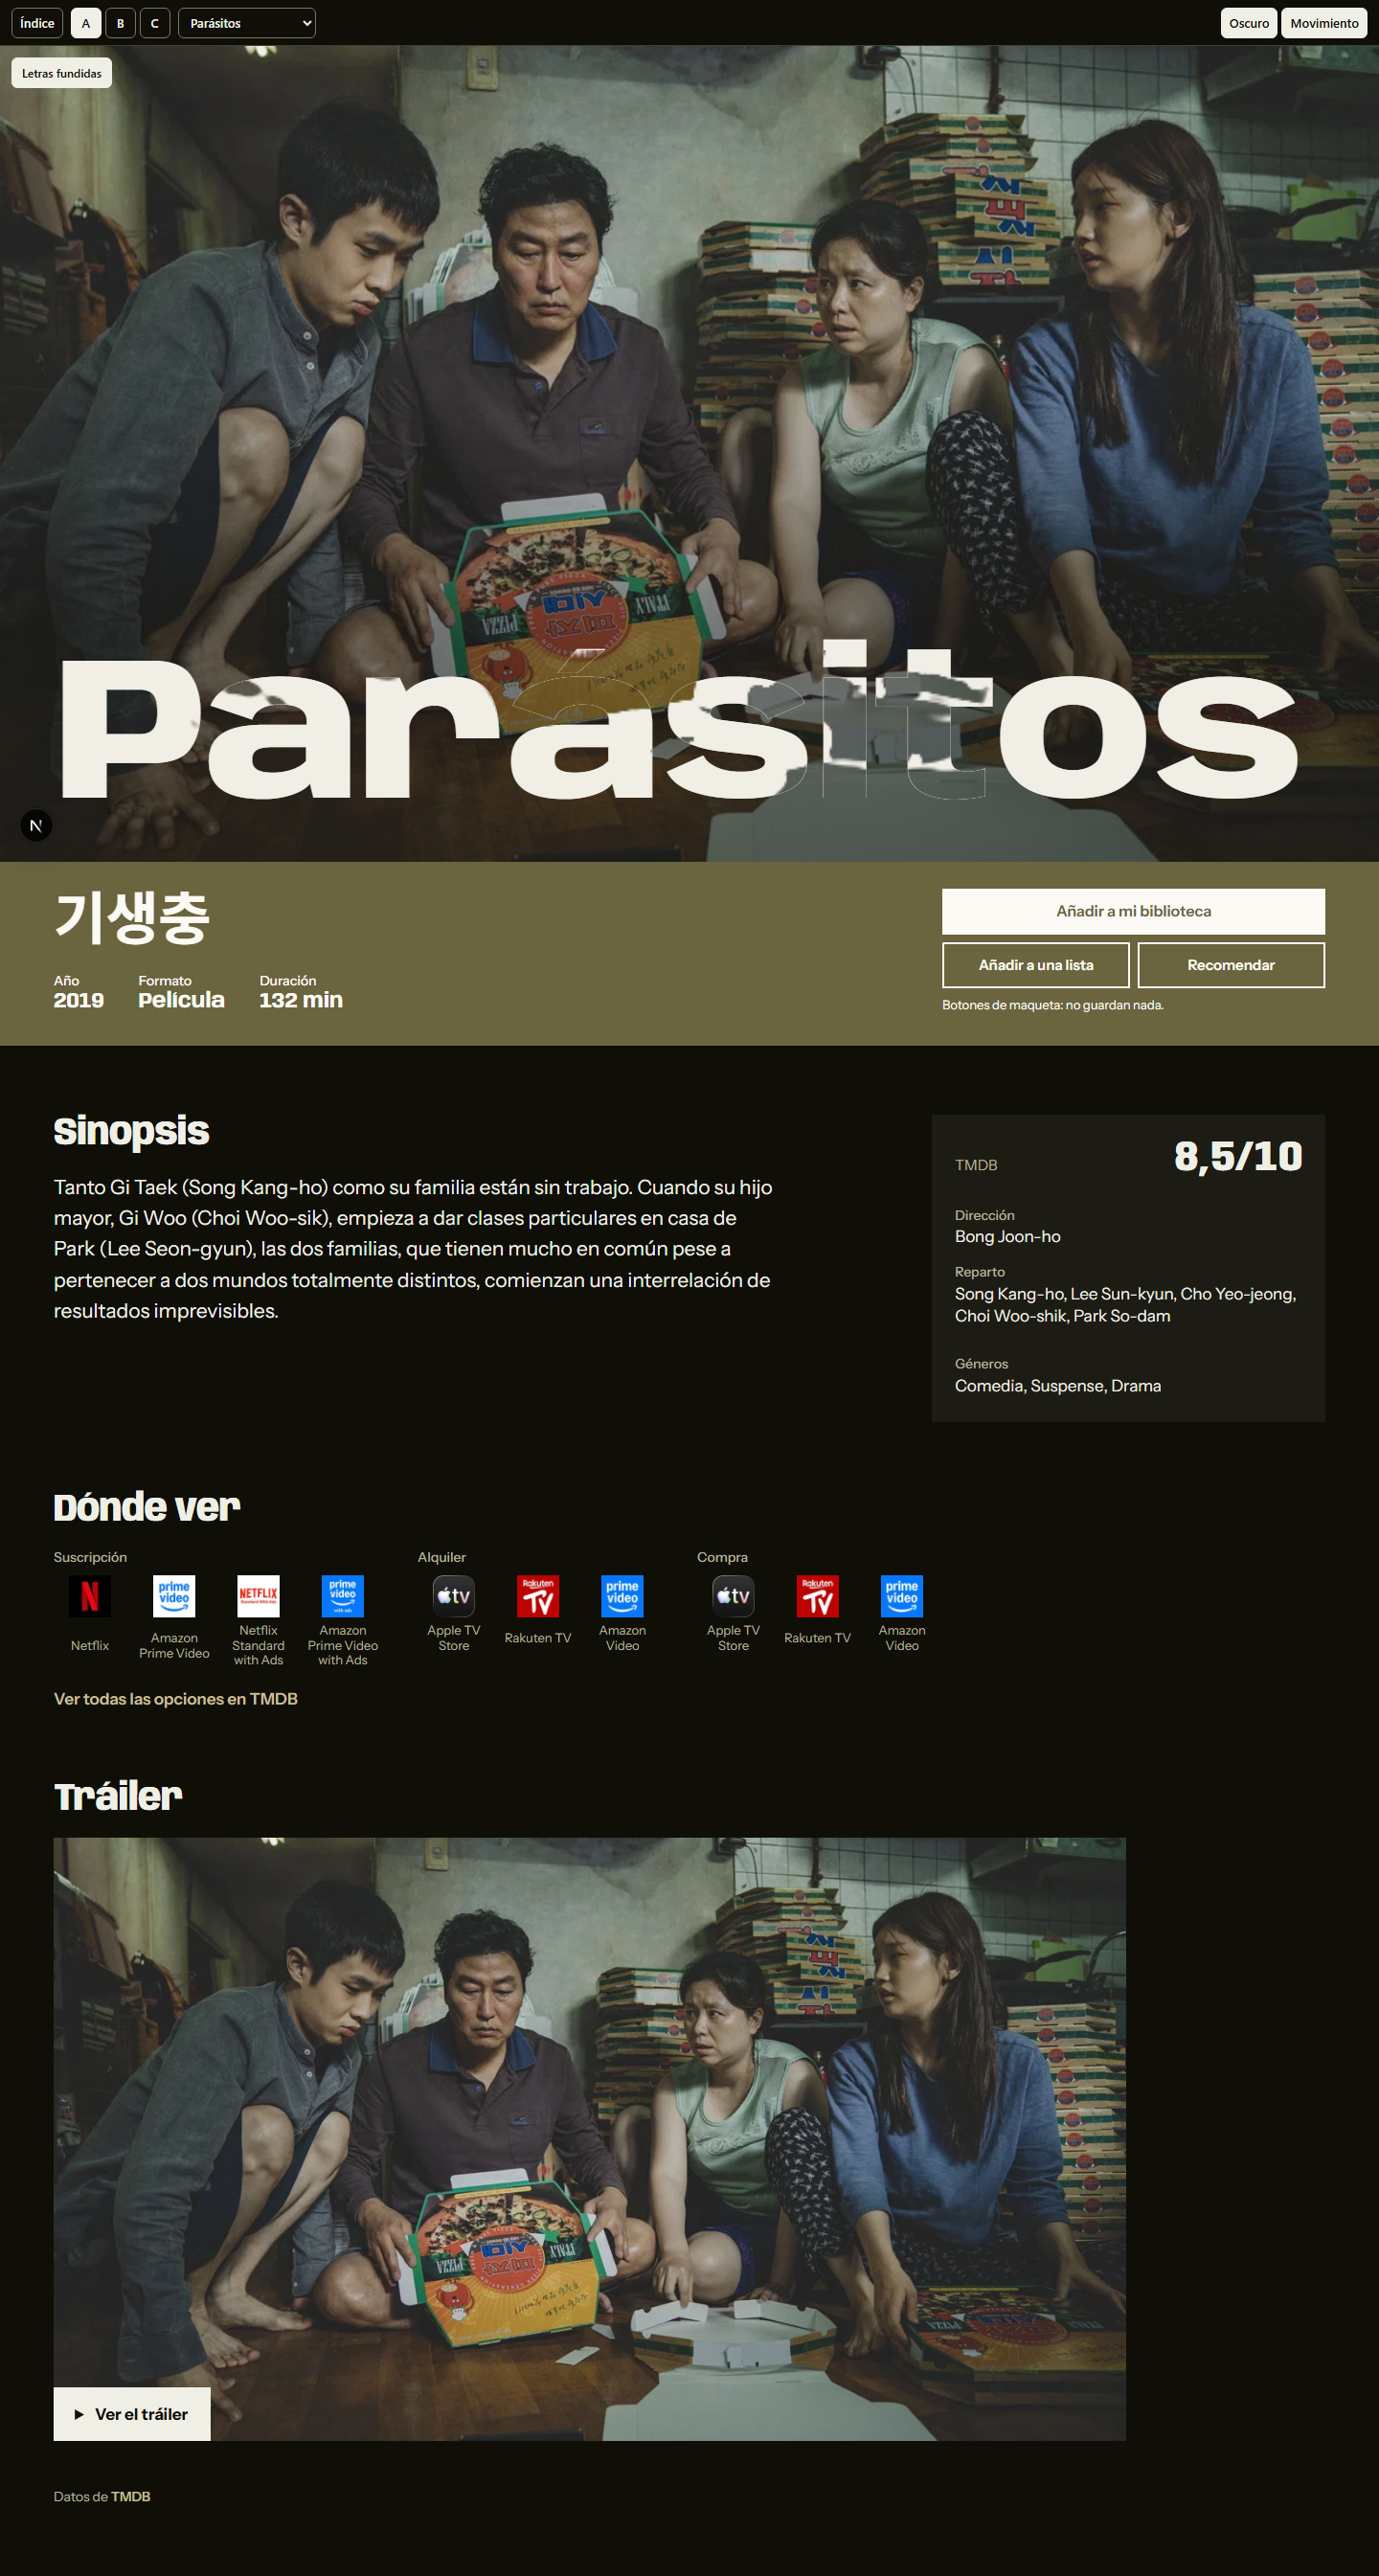 Índice A B C Parásitos Oscuro Movimiento
Letras fundidas
Parásitos
기생충
Año Formato Duración
2019 Película 132 min
Añadir a mi biblioteca
Añadir a una lista Recomendar
Botones de maqueta: no guardan nada.
Sinopsis
Tanto Gi Taek (Song Kang-ho) como su familia están sin trabajo. Cuando su hijo
mayor, Gi Woo (Choi Woo-sik), empieza a dar clases particulares en casa de
Park (Lee Seon-gyun), las dos familias, que tienen mucho en común pese a
pertenecer a dos mundos totalmente distintos, comienzan una interrelación de
resultados imprevisibles.
TMDB 8,5/10
Dirección
Bong Joon-ho
Reparto
Song Kang-ho, Lee Sun-kyun, Cho Yeo-jeong,
Choi Woo-shik, Park So-dam
Géneros
Comedia, Suspense, Drama
Dónde ver
Suscripción
Netflix
Amazon
Prime Video
Netflix
Standard
with Ads
Amazon
Prime Video
with Ads
Alquiler
Apple TV
Store
Rakuten TV
Amazon
Video
Compra
Apple TV
Store
Rakuten TV
Amazon
Video
Ver todas las opciones en TMDB
Tráiler
Ver el tráiler
Datos de TMDB